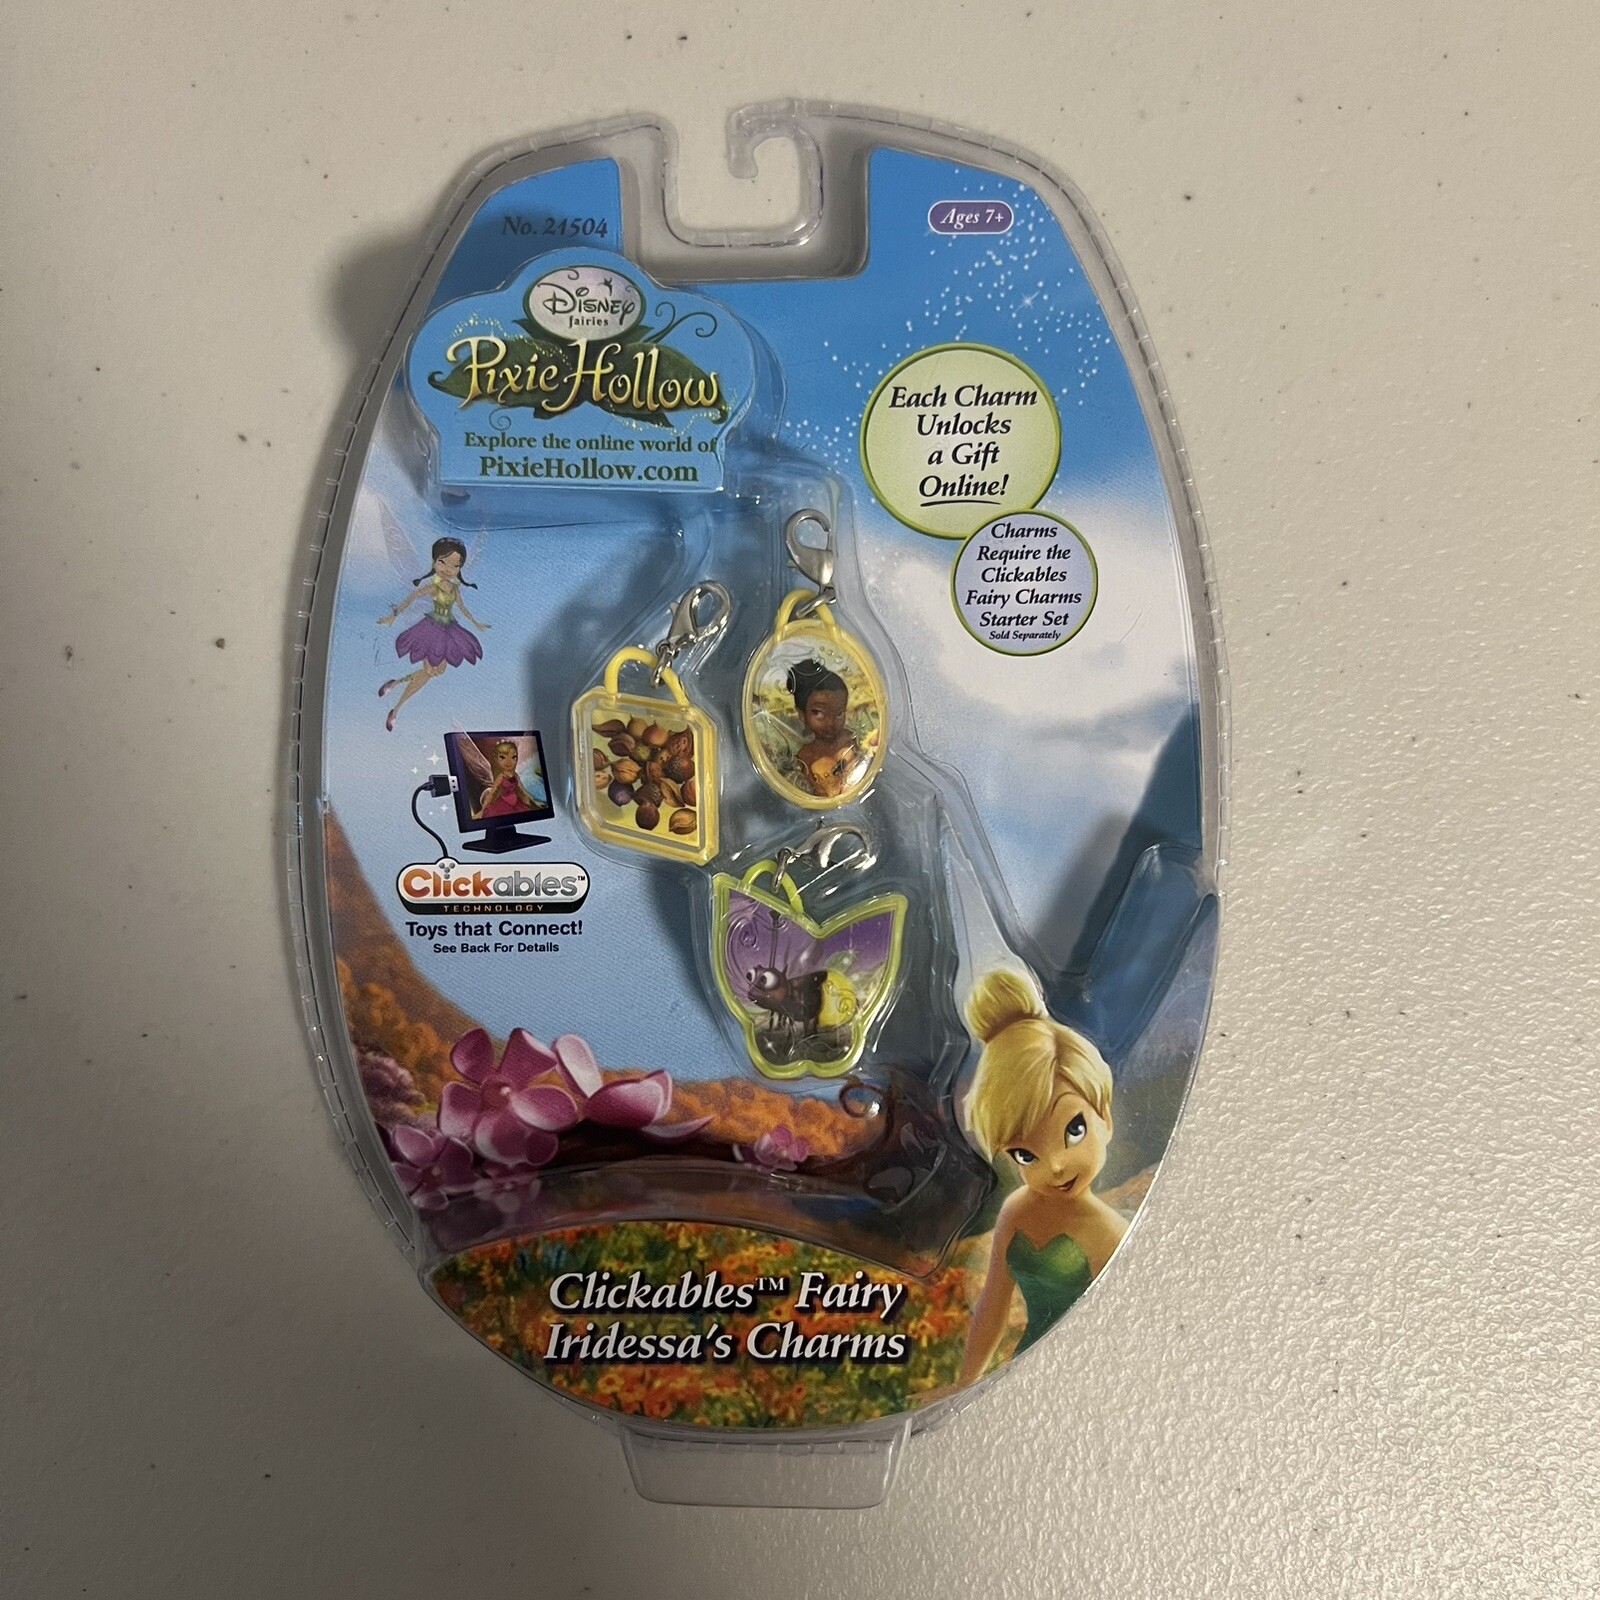 No. 21504
Ages 7+
Disney
fairies
Pixie Hollow
Explore the online world of
PixieHollow.com
Each Charm
Unlocks
a Gift
Online!
Charms
Require the
Clickables
Fairy Charms
Starter Set
Sold Separately
Clickables™
TECHNOLOGY
Toys that Connect!
See Back For Details
Clickables™ Fairy
Iridessa's Charms